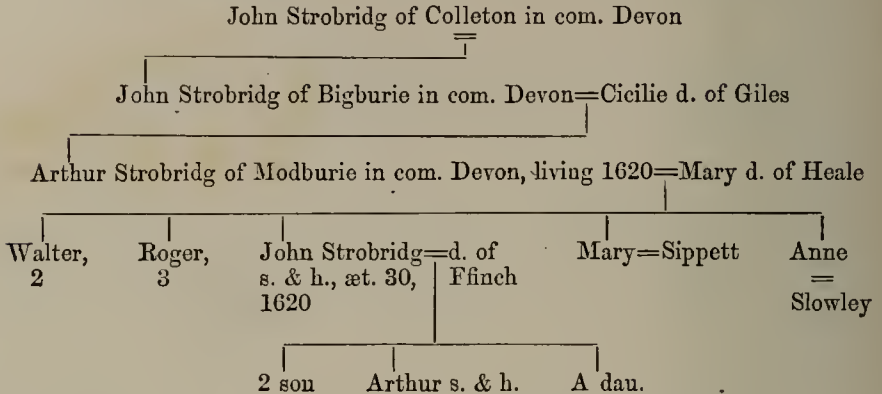 John Strobridg of Colleton in com. Devon
=
John Strobridg of Bigburie in com. Devon=Cicilie d. of Giles
Arthur Strobridg of Modburie in com. Devon, living 1620=Mary d. of Heale
Walter, 2
Roger, 3
John Strobridg=d. of Ffinch
s. & h., æt. 30,
1620
Mary=Sippett
Anne
=
Slowley
2 son
Arthur s. & h.
A dau.